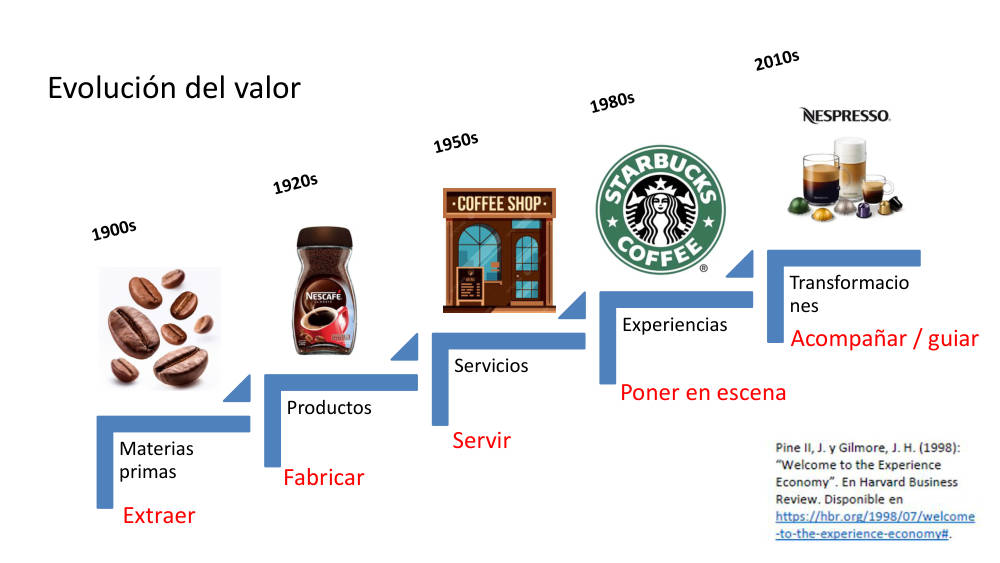 Evolución del valor
1900s
1920s
1950s
1980s
2010s
NESCAFÉ
CLASSIC
COFFEE SHOP
MENU
STARBUCKS
COFFEE
®
NESPRESSO
Materias
primas
Extraer
Productos
Fabricar
Servicios
Servir
Experiencias
Poner en escena
Transformacio
nes
Acompañar / guiar
Pine II, J. y Gilmore, J. H. (1998):
“Welcome to the Experience
Economy”. En Harvard Business
Review. Disponible en
https://hbr.org/1998/07/welcome
-to-the-experience-economy#.